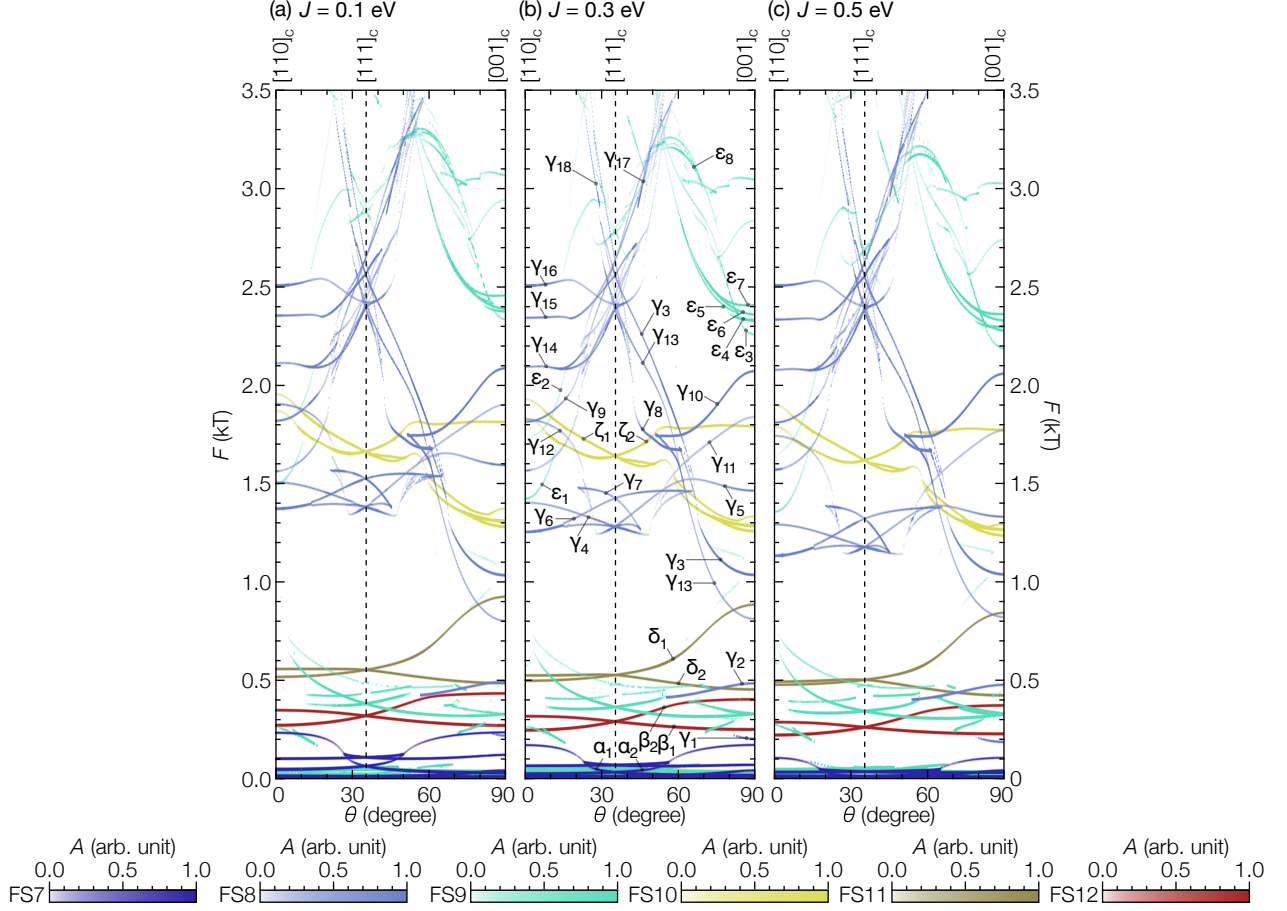 (a) J = 0.1 eV
(b) J = 0.3 eV
(c) J = 0.5 eV
[110]c [111]c [001]c
[110]c [111]c [001]c
[110]c [111]c [001]c
3.5
3.0
2.5
2.0
1.5
1.0
0.5
0.0
F (kT)
γ18
γ17
ε8
γ16
γ15
γ14
γ3
γ13
ε7
ε5
ε6
ε4
ε3
ε2
γ9
γ8
γ10
γ12
ζ1
ζ2
γ11
ε1
γ7
γ5
γ6
γ4
γ3
γ13
δ1
δ2
γ2
α1
α2
β2
β1
γ1
3.5
3.0
2.5
2.0
1.5
1.0
0.5
0
F (kT)
0 30 60 90
0 30 60 90
0 30 60 90
θ (degree)
θ (degree)
θ (degree)
A (arb. unit)
A (arb. unit)
A (arb. unit)
A (arb. unit)
A (arb. unit)
A (arb. unit)
0.0 0.5 1.0
0.0 0.5 1.0
0.0 0.5 1.0
0.0 0.5 1.0
0.0 0.5 1.0
0.0 0.5 1.0
FS7
FS8
FS9
FS10
FS11
FS12